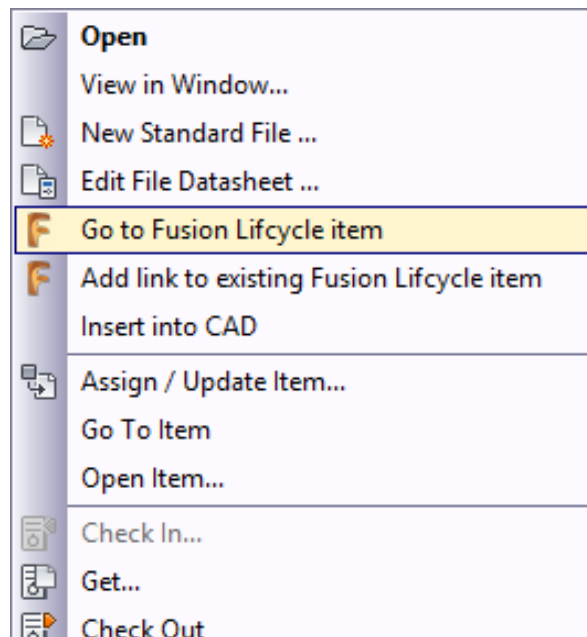 Open
View in Window...
New Standard File ...
Edit File Datasheet ...
Go to Fusion Lifcycle item
Add link to existing Fusion Lifcycle item
Insert into CAD
Assign / Update Item...
Go To Item
Open Item...
Check In...
Get...
Check Out